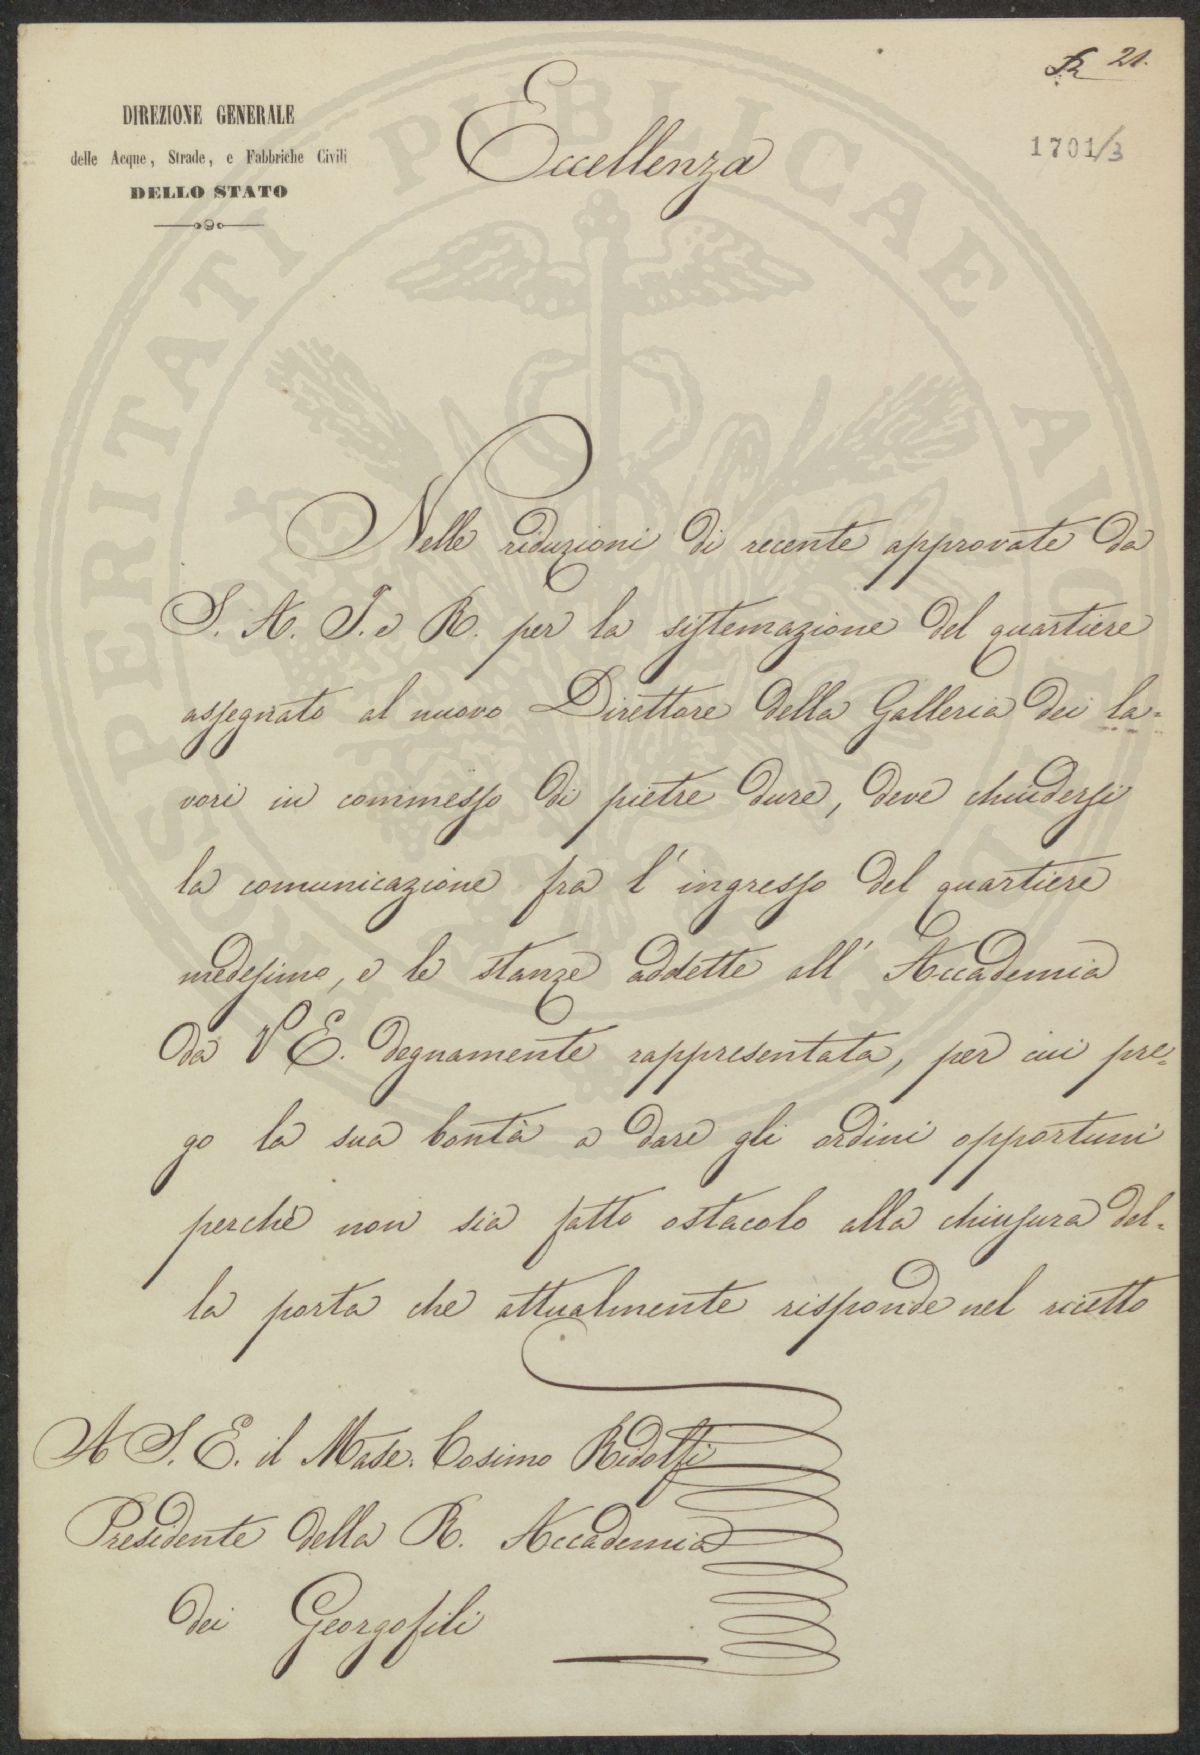 DIREZIONE GENERALE
delle Acque, Strade, e Fabbriche Civili
DELLO STATO
21.
1701/3
Eccellenza
Nelle riduzioni di recente approvate da
S. A. I. e R. per la sistemazione del quartiere
assegnato al nuovo Direttore della Galleria dei la=
vori in commesso di pietre dure, deve chiudersi
la comunicazione fra l'ingresso del quartiere
medesimo, e le stanze addette all'Accademia
da V E. degnamente rappresentata, per cui pre=
go la sua bontà a dare gli ordini opportuni
perchè non sia fatto ostacolo alla chiusura del=
la porta che attualmente risponde nel ricetto
A S. E. il March. Cosimo Ridolfi
Presidente della R. Accademia
dei Georgofili
PROSPERITATI PUBLICAE AUGENDAE